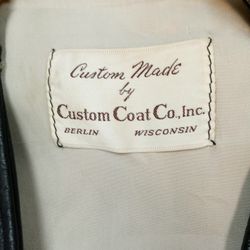 Custom Made
by
Custom Coat Co., Inc.
BERLIN WISCONSIN